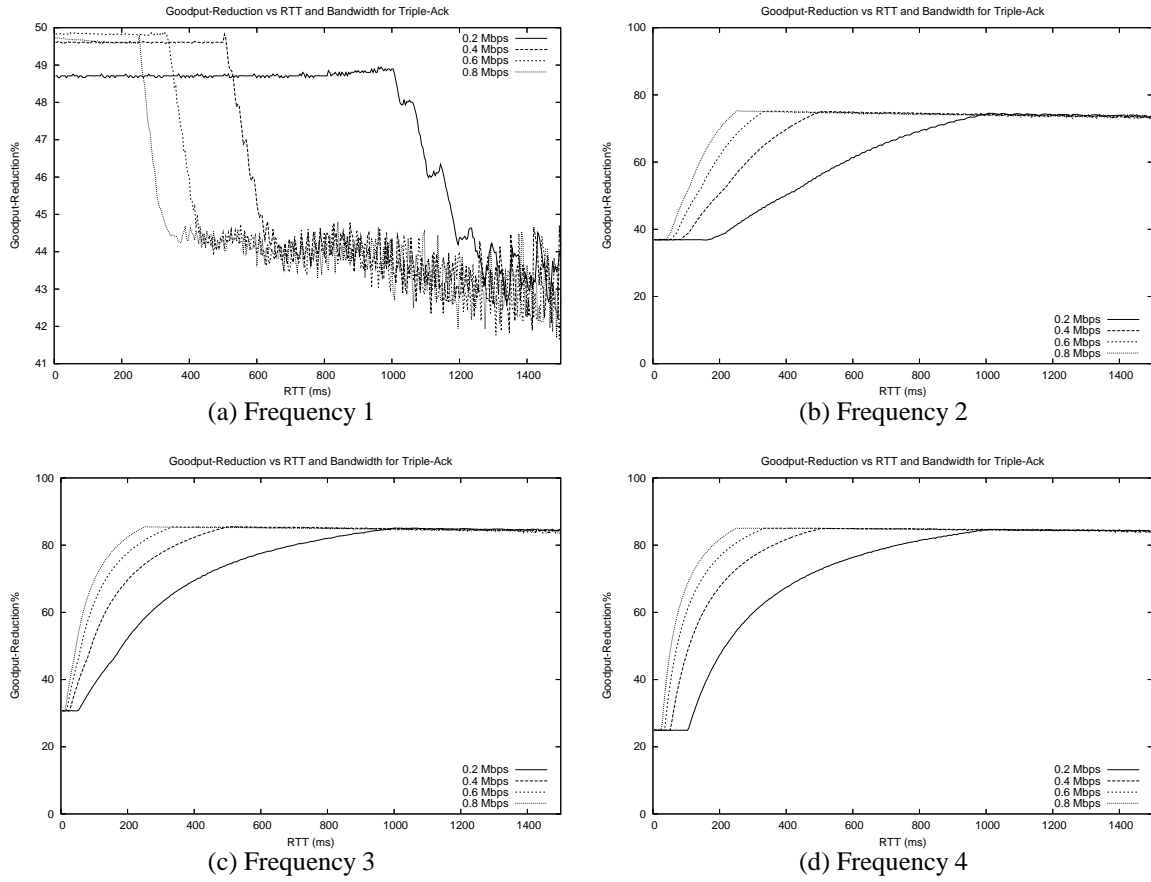 Goodput-Reduction vs RTT and Bandwidth for Triple-Ack
50
49
48
47
46
45
44
43
42
41
Goodput-Reduction%
0.2 Mbps
0.4 Mbps
0.6 Mbps
0.8 Mbps
0 200 400 600 800 1000 1200 1400
RTT (ms)
(a) Frequency 1
Goodput-Reduction vs RTT and Bandwidth for Triple-Ack
100
80
60
40
20
0
Goodput-Reduction%
0.2 Mbps
0.4 Mbps
0.6 Mbps
0.8 Mbps
0 200 400 600 800 1000 1200 1400
RTT (ms)
(b) Frequency 2
Goodput-Reduction vs RTT and Bandwidth for Triple-Ack
100
80
60
40
20
0
Goodput-Reduction%
0.2 Mbps
0.4 Mbps
0.6 Mbps
0.8 Mbps
0 200 400 600 800 1000 1200 1400
RTT (ms)
(c) Frequency 3
Goodput-Reduction vs RTT and Bandwidth for Triple-Ack
100
80
60
40
20
0
Goodput-Reduction%
0.2 Mbps
0.4 Mbps
0.6 Mbps
0.8 Mbps
0 200 400 600 800 1000 1200 1400
RTT (ms)
(d) Frequency 4